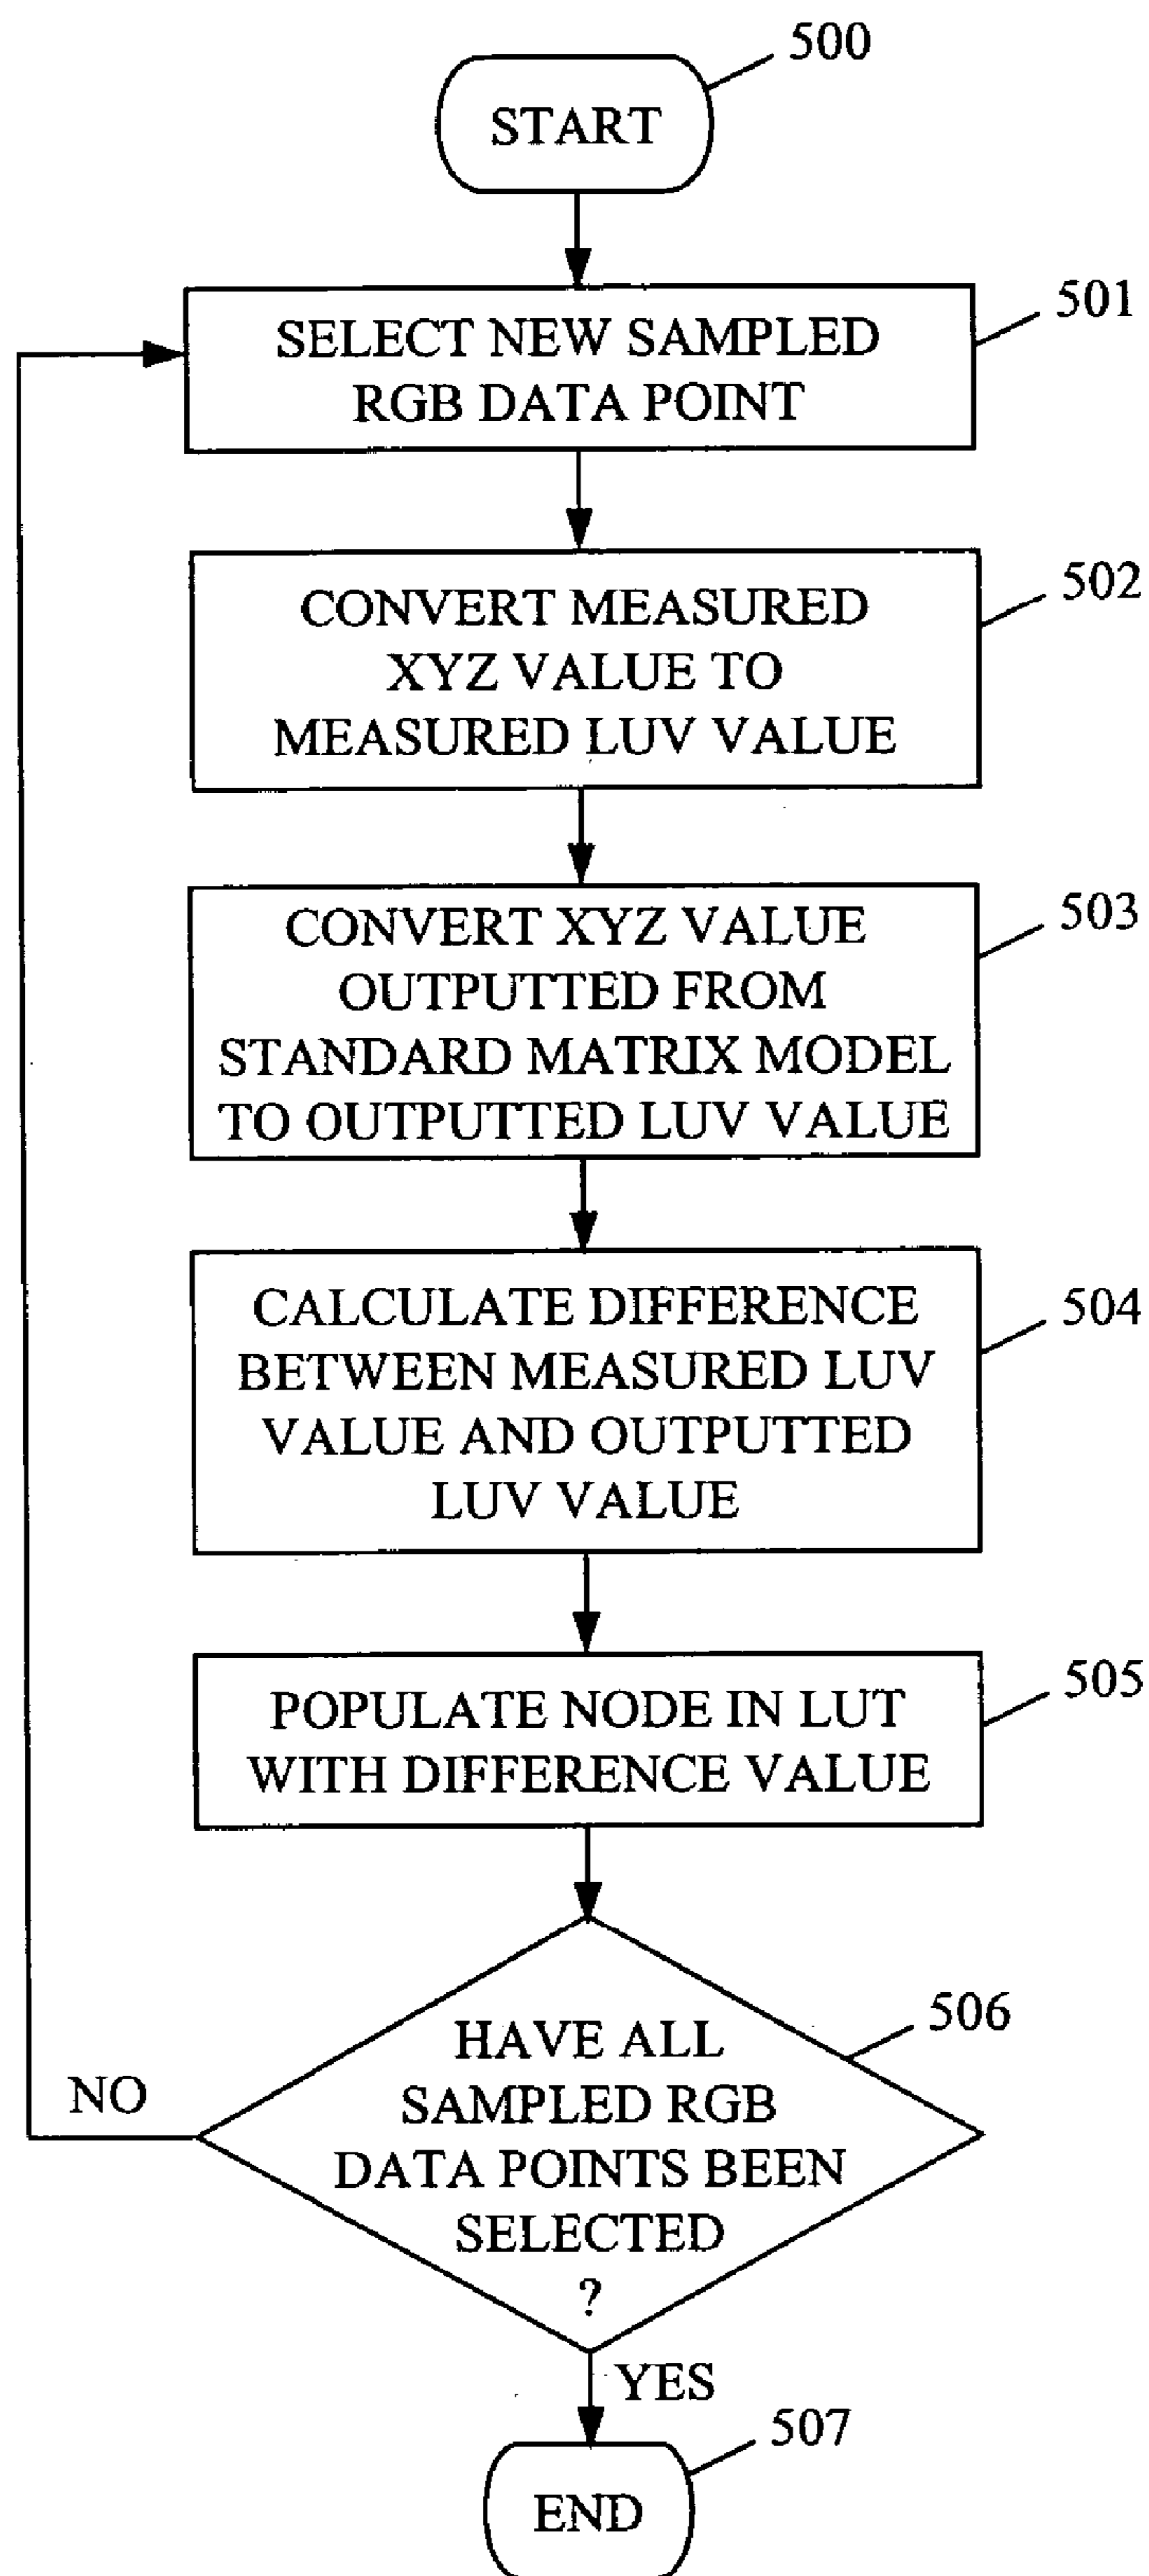 500
START
501
SELECT NEW SAMPLED
RGB DATA POINT
502
CONVERT MEASURED
XYZ VALUE TO
MEASURED LUV VALUE
503
CONVERT XYZ VALUE
OUTPUTTED FROM
STANDARD MATRIX MODEL
TO OUTPUTTED LUV VALUE
504
CALCULATE DIFFERENCE
BETWEEN MEASURED LUV
VALUE AND OUTPUTTED
LUV VALUE
505
POPULATE NODE IN LUT
WITH DIFFERENCE VALUE
506
HAVE ALL
SAMPLED RGB
DATA POINTS BEEN
SELECTED
?
NO
YES
507
END